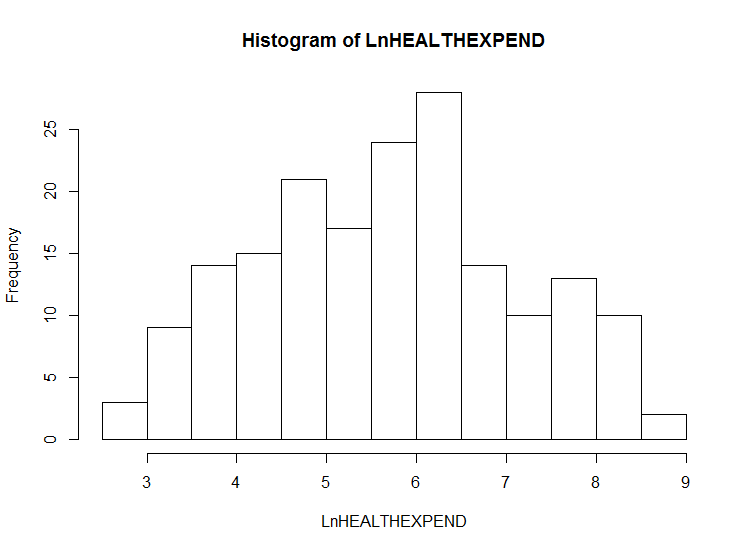 Histogram of LnHEALTHEXPEND
Frequency
25
20
15
10
5
0
3 4 5 6 7 8 9
LnHEALTHEXPEND